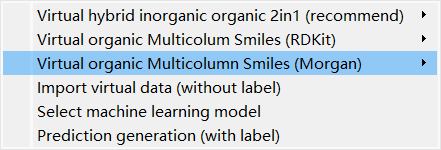 Virtual hybrid inorganic organic 2in1 (recommend)
Virtual organic Multicolum Smiles (RDKit)
Virtual organic Multicolumn Smiles (Morgan)
Import virtual data (without label)
Select machine learning model
Prediction generation (with label)